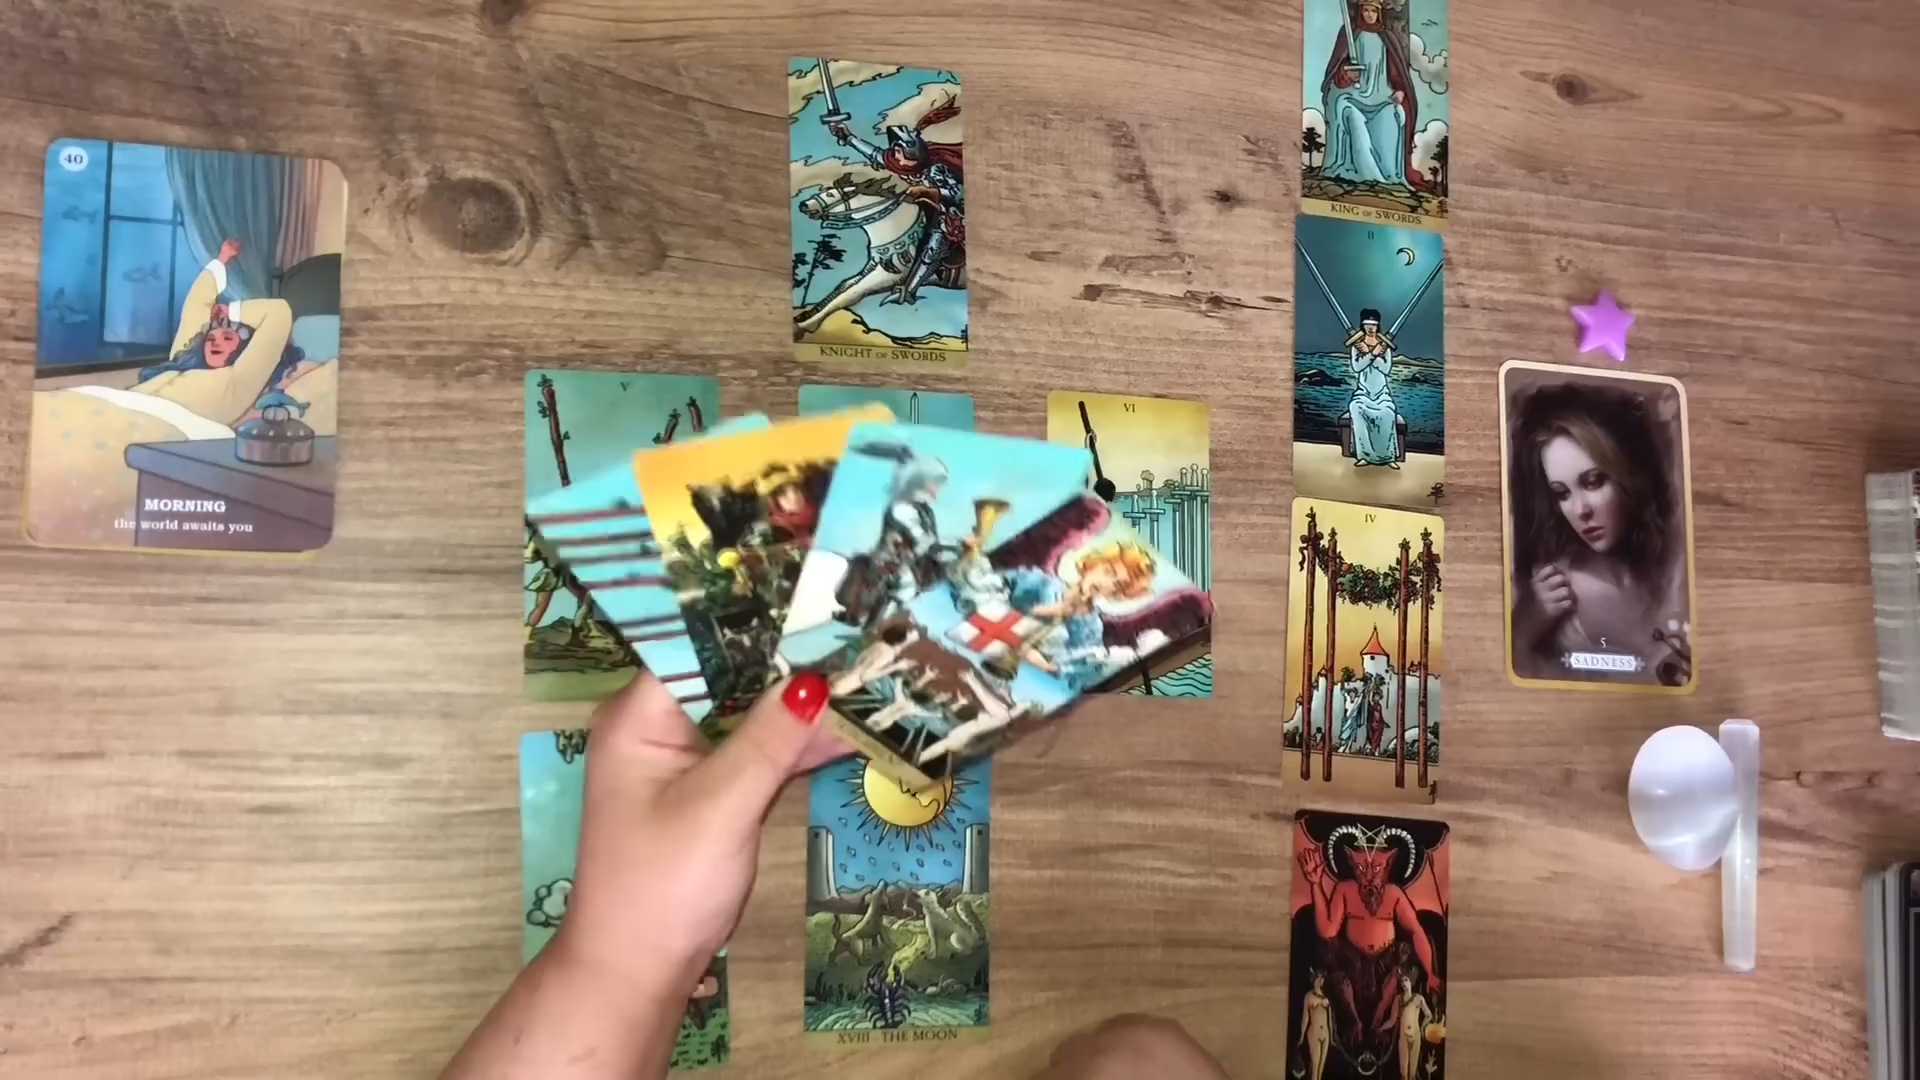 40
MORNING
the world awaits you
KNIGHT OF SWORDS
V
VI
XVIII THE MOON
KING OF SWORDS
II
IV
5
SADNESS